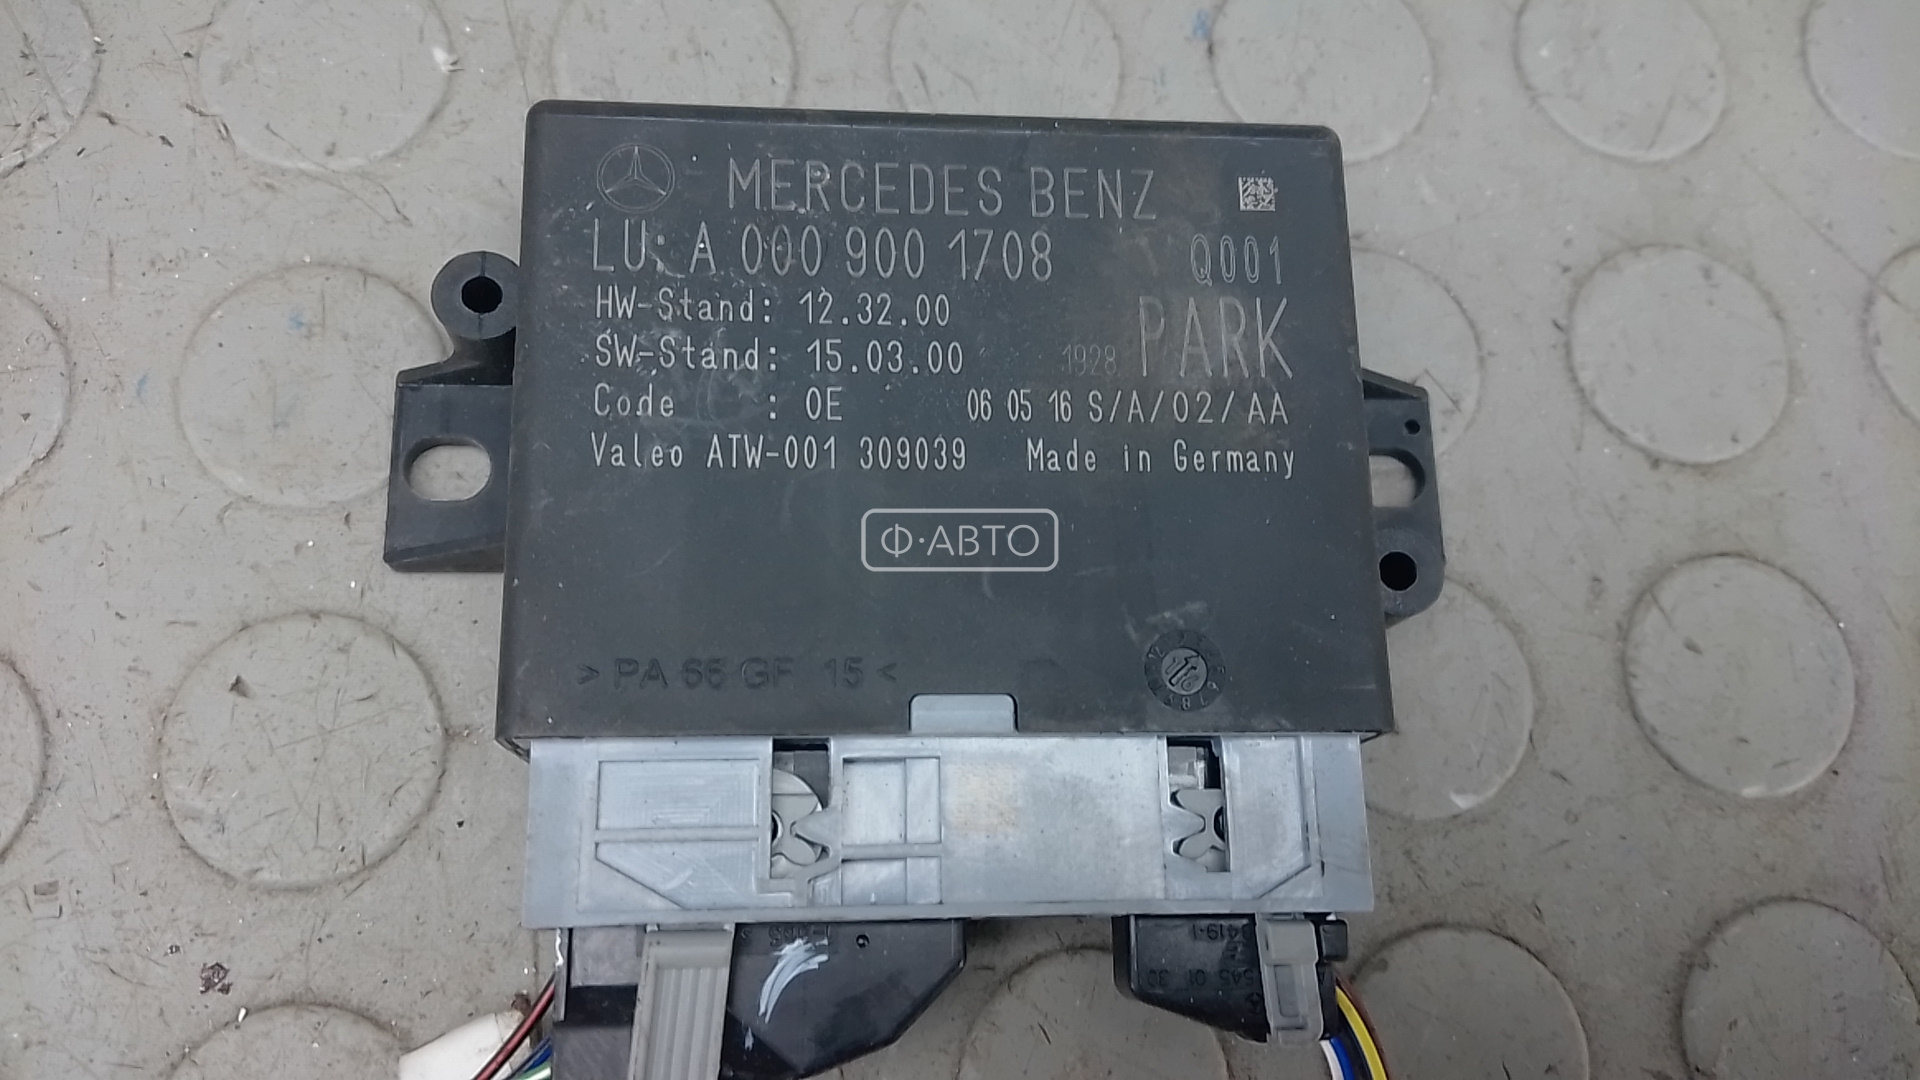 MERCEDES BENZ
LU: A 000 900 1708 Q001
HW-Stand: 12.32.00
SW-Stand: 15.03.00 1928 PARK
Code : 0E 06 05 16 S/A/02/AA
Valeo ATW-001 309039 Made in Germany
Ф·АВТО
> PA 66 GF 15 <